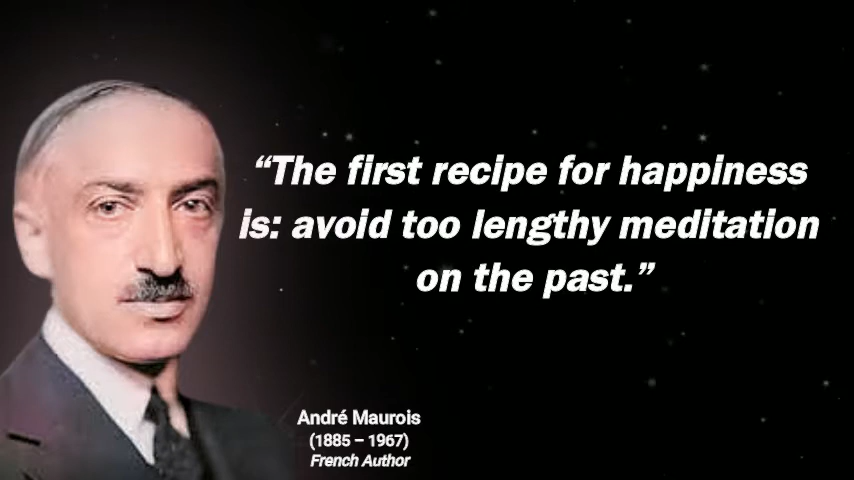 “The first recipe for happiness
is: avoid too lengthy meditation
on the past.”
André Maurois
(1885 – 1967)
French Author